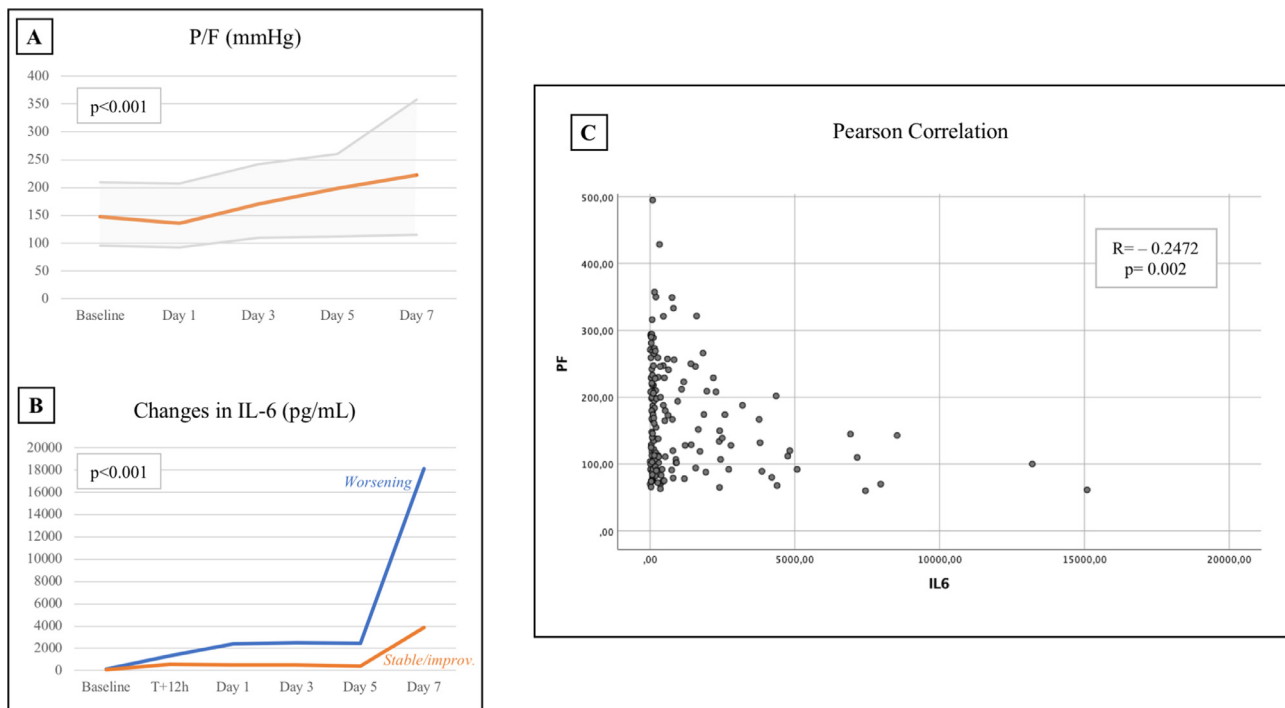 A
P/F (mmHg)
400
350
300
250
200
150
100
50
0
p<0.001
Baseline Day 1 Day 3 Day 5 Day 7
B
Changes in IL-6 (pg/mL)
20000
18000
16000
14000
12000
10000
8000
6000
4000
2000
0
p<0.001
Worsening
Stable/improv.
Baseline T+12h Day 1 Day 3 Day 5 Day 7
C
Pearson Correlation
500,00
400,00
300,00
200,00
100,00
,00
PF
R= – 0.2472
p= 0.002
,00 5000,00 10000,00 15000,00 20000,00
IL6